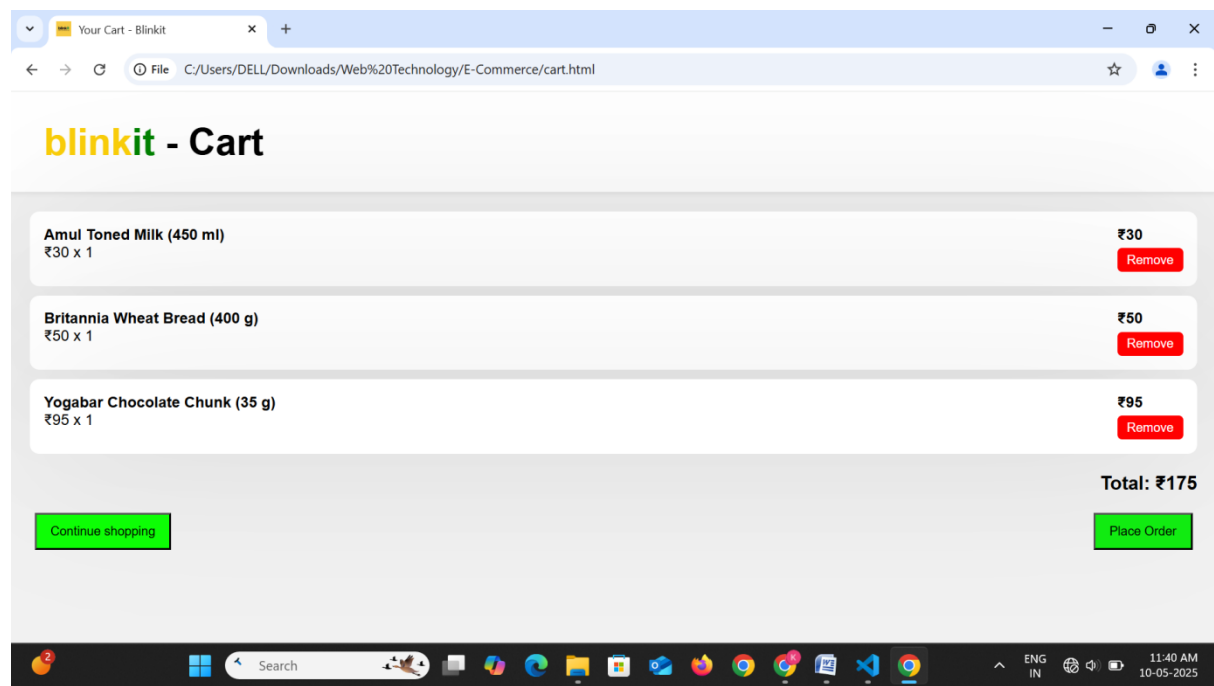 Your Cart - Blinkit
File C:/Users/DELL/Downloads/Web%20Technology/E-Commerce/cart.html
blinkit - Cart
Amul Toned Milk (450 ml) ₹30
₹30 x 1 Remove
Britannia Wheat Bread (400 g) ₹50
₹50 x 1 Remove
Yogabar Chocolate Chunk (35 g) ₹95
₹95 x 1 Remove
Total: ₹175
Continue shopping Place Order
2 Search K W ENG 11:40 AM
IN 10-05-2025